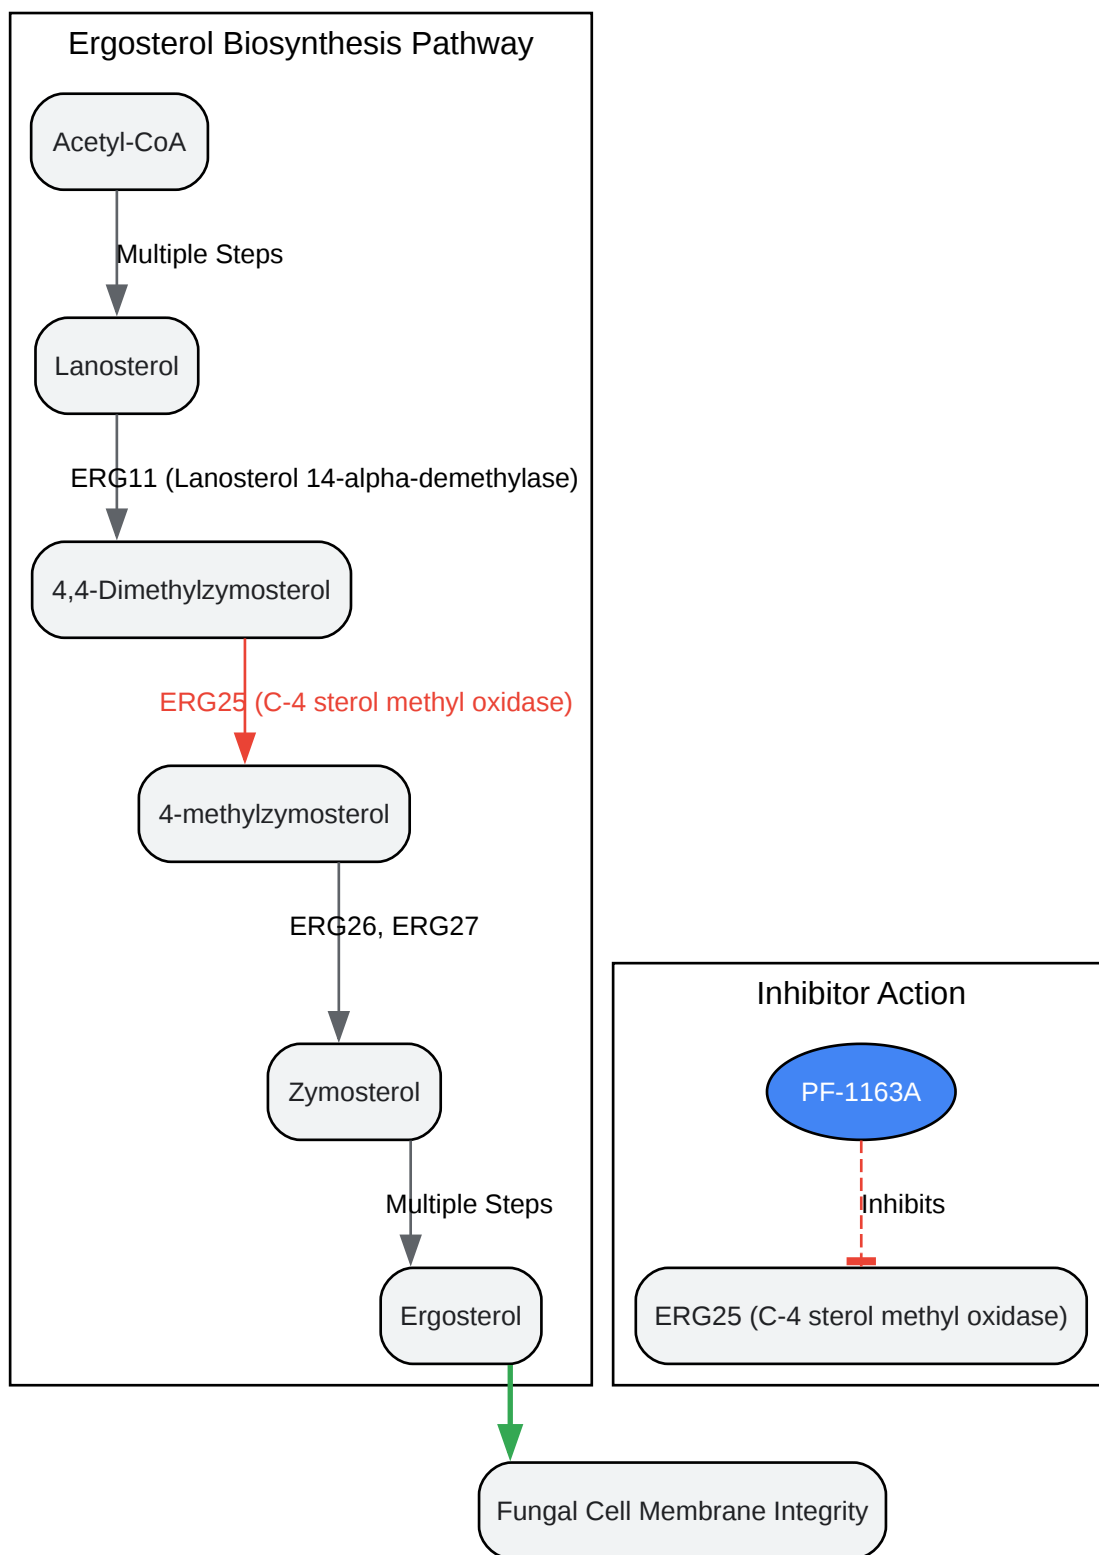 Ergosterol Biosynthesis Pathway
Acetyl-CoA
Multiple Steps
Lanosterol
ERG11 (Lanosterol 14-alpha-demethylase)
4,4-Dimethylzymosterol
ERG25 (C-4 sterol methyl oxidase)
4-methylzymosterol
ERG26, ERG27
Zymosterol
Multiple Steps
Ergosterol
Inhibitor Action
PF-1163A
Inhibits
ERG25 (C-4 sterol methyl oxidase)
Fungal Cell Membrane Integrity